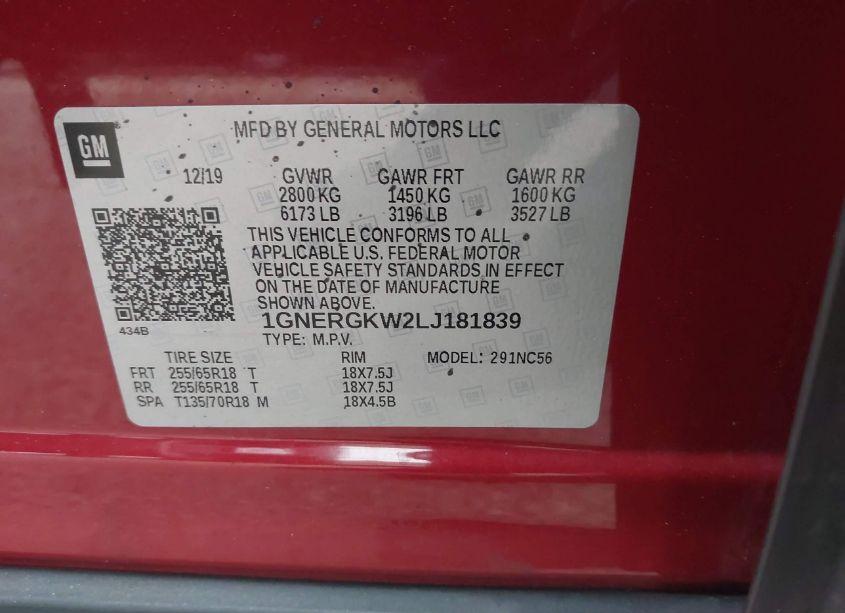 GM
MFD BY GENERAL MOTORS LLC
12/19 GVWR GAWR FRT GAWR RR
2800 KG 1450 KG 1600 KG
6173 LB 3196 LB 3527 LB
THIS VEHICLE CONFORMS TO ALL
APPLICABLE U.S. FEDERAL MOTOR
VEHICLE SAFETY STANDARDS IN EFFECT
ON THE DATE OF MANUFACTURE
SHOWN ABOVE.
434B
1GNERGKW2LJ181839
TYPE: M.P.V.
TIRE SIZE RIM MODEL: 291NC56
FRT 255/65R18 T 18X7.5J
RR 255/65R18 T 18X7.5J
SPA T135/70R18 M 18X4.5B